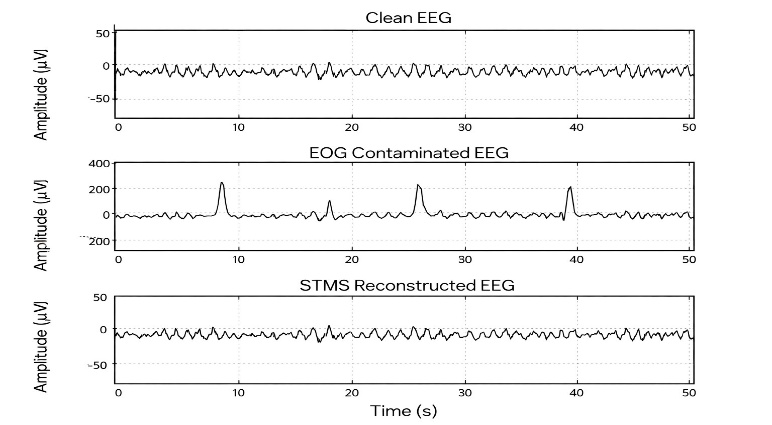 Clean EEG
Amplitude (μV)
50
0
-50
0 10 20 30 40 50
EOG Contaminated EEG
Amplitude (μV)
400
200
0
-200
0 10 20 30 40 50
STMS Reconstructed EEG
Amplitude (μV)
50
0
-50
0 10 20 30 40 50
Time (s)